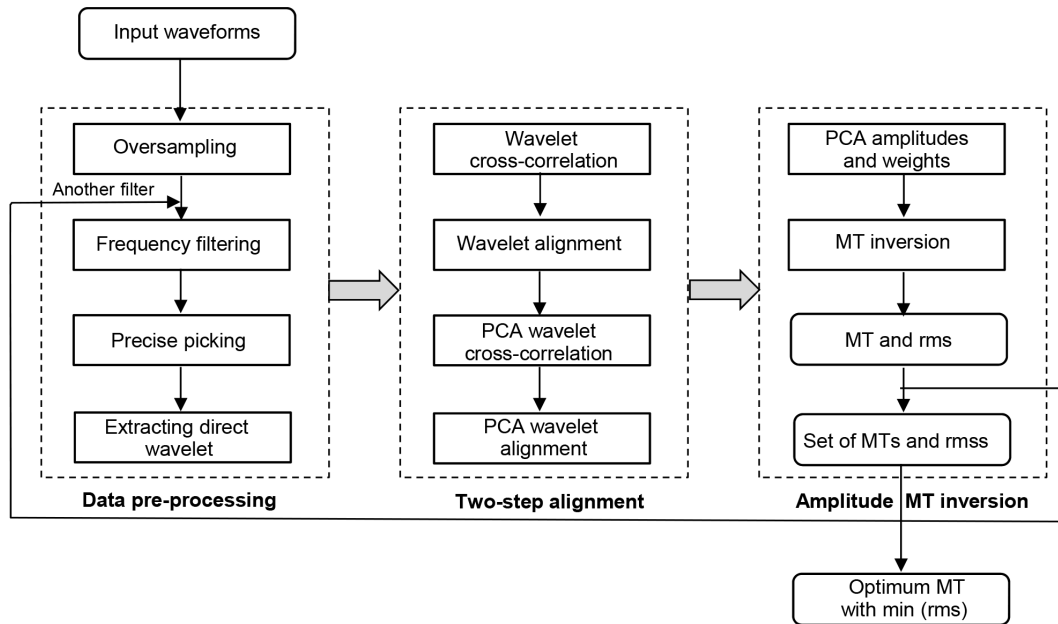 Input waveforms
Oversampling
Another filter
Frequency filtering
Precise picking
Extracting direct
wavelet
Data pre-processing
Wavelet
cross-correlation
Wavelet alignment
PCA wavelet
cross-correlation
PCA wavelet
alignment
Two-step alignment
PCA amplitudes
and weights
MT inversion
MT and rms
Set of MTs and rmss
Amplitude MT inversion
Optimum MT
with min (rms)